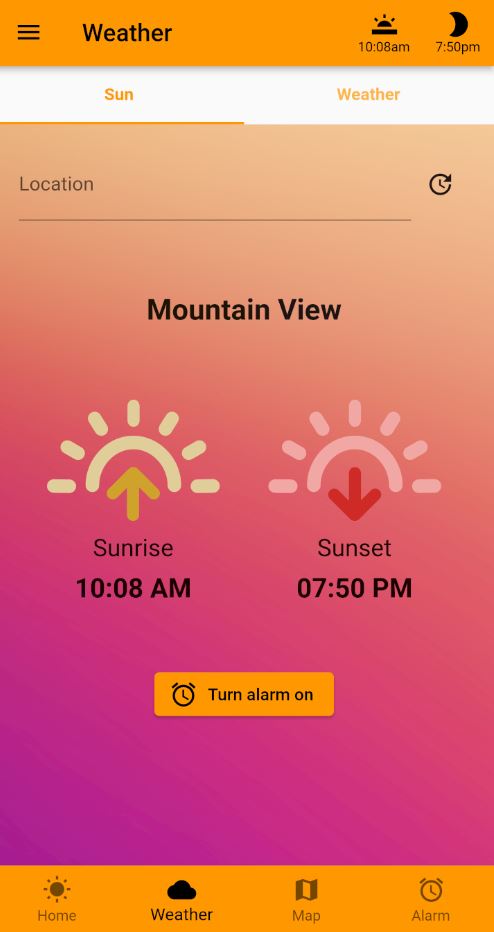 Weather
10:08am
7:50pm
Sun
Weather
Location
Mountain View
Sunrise
Sunset
10:08 AM
07:50 PM
Turn alarm on
Home
Weather
Map
Alarm